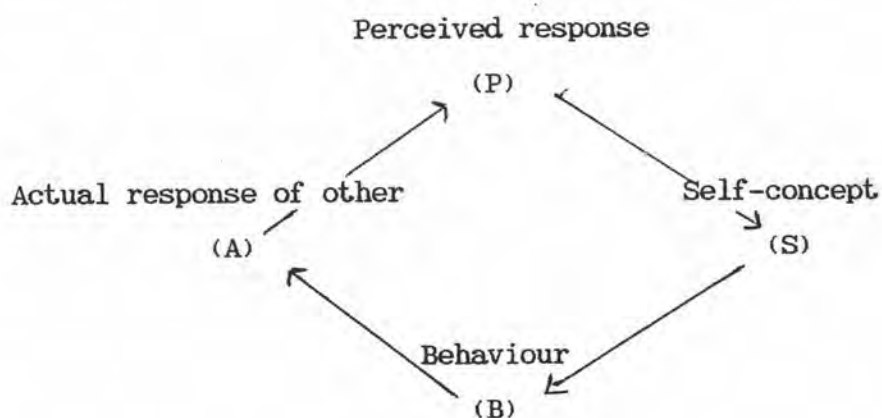 Perceived response
(P)
Actual response of other
Self-concept
(A)
(S)
Behaviour
(B)